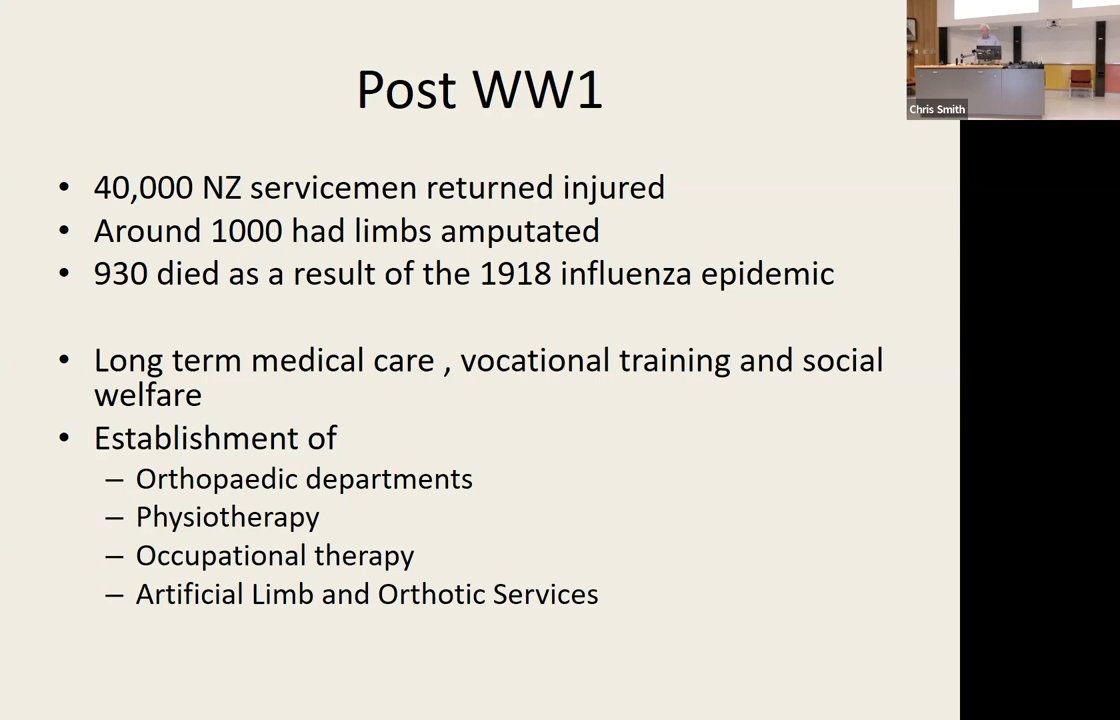 Post WW1
Chris Smith
• 40,000 NZ servicemen returned injured
• Around 1000 had limbs amputated
• 930 died as a result of the 1918 influenza epidemic
• Long term medical care , vocational training and social
welfare
• Establishment of
– Orthopaedic departments
– Physiotherapy
– Occupational therapy
– Artificial Limb and Orthotic Services